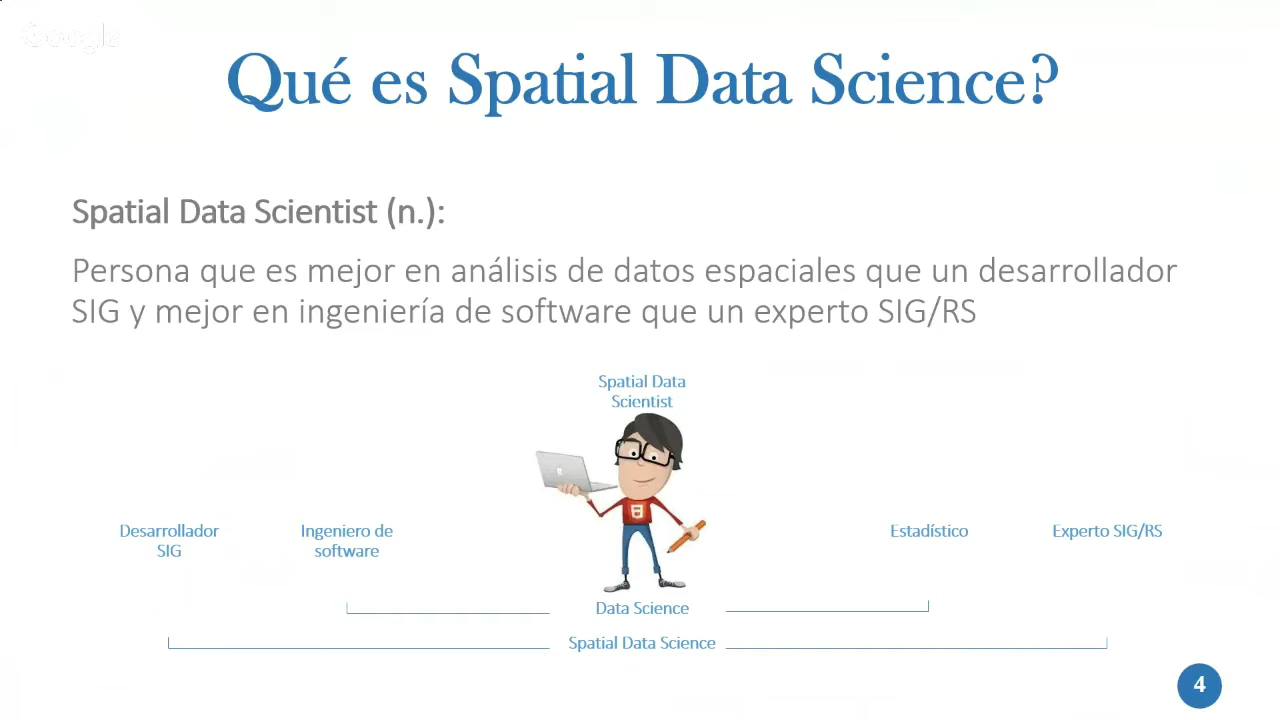 Google
Qué es Spatial Data Science?
Spatial Data Scientist (n.):
Persona que es mejor en análisis de datos espaciales que un desarrollador
SIG y mejor en ingeniería de software que un experto SIG/RS
Spatial Data
Scientist
Desarrollador
SIG
Ingeniero de
software
Estadístico
Experto SIG/RS
Data Science
Spatial Data Science
4